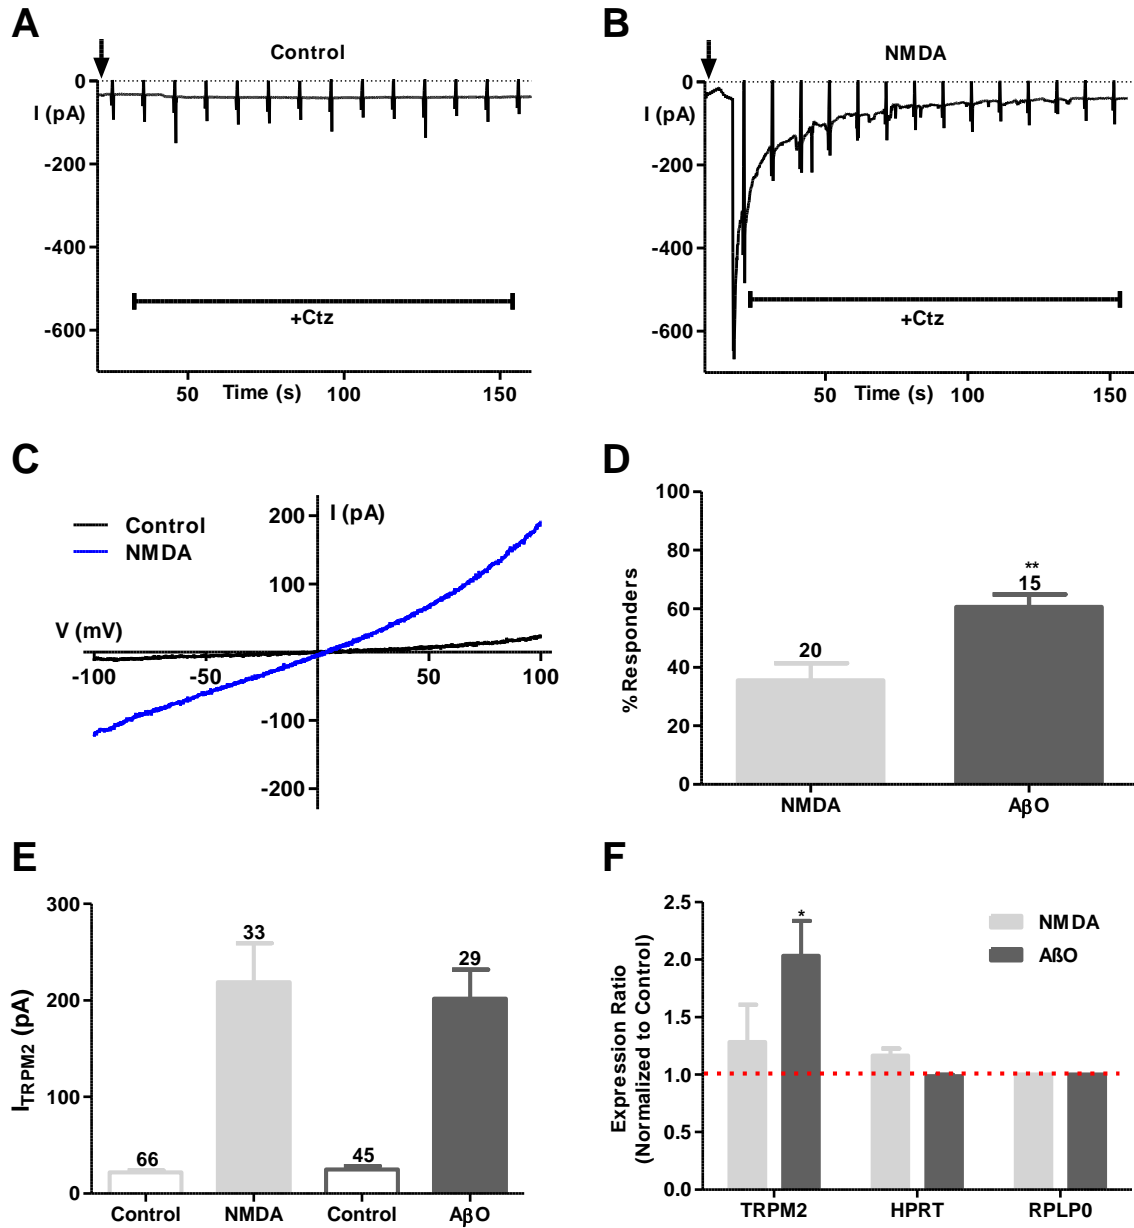 A
Control
0
I (pA)
-200
-400
-600
+Ctz
50
Time (s)
100
150
B
NMDA
0
I (pA)
-200
-400
-600
+Ctz
50
Time (s)
100
150
C
Control
NMDA
I (pA)
200
100
V (mV)
-100
-50
50
100
-100
-200
D
%Responders
100
80
60
40
20
0
20
**
15
NMDA
AβO
E
I_TRPM2 (pA)
300
200
100
0
66
33
45
29
Control
NMDA
Control
AβO
F
Expression Ratio
(Normalized to Control)
2.5
2.0
1.5
1.0
0.5
0.0
*
NMDA
AßO
TRPM2
HPRT
RPLP0